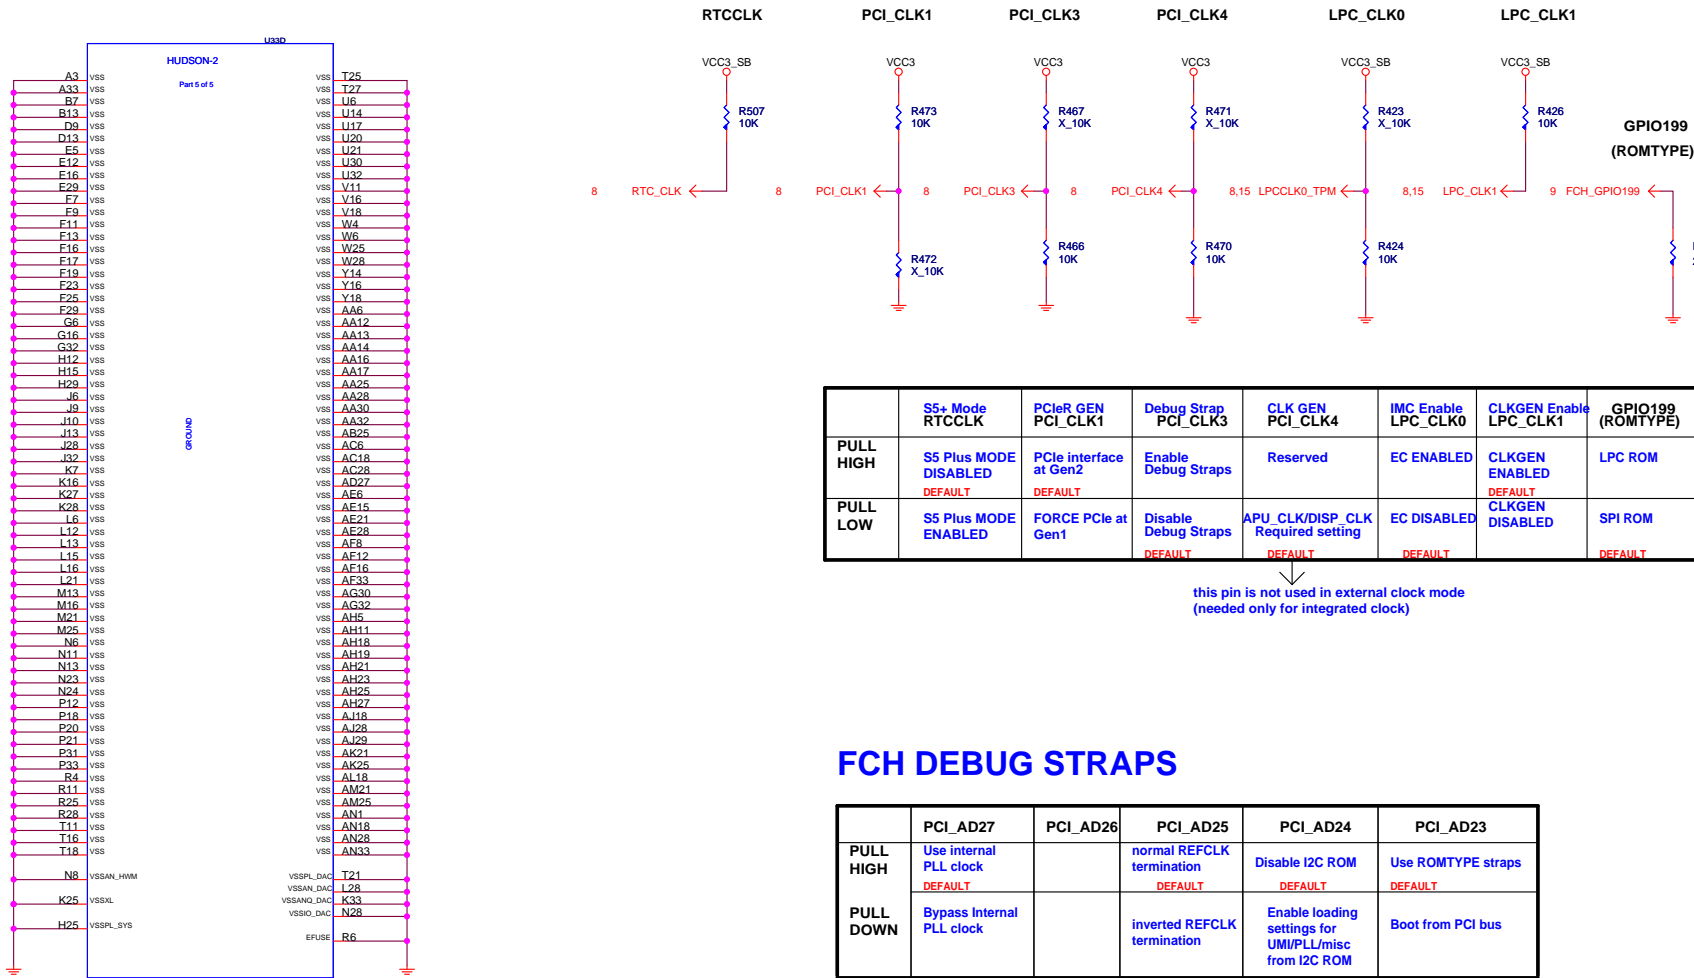 RTCCLK PCI_CLK1 PCI_CLK3 PCI_CLK4 LPC_CLK0 LPC_CLK1
U33D
HUDSON-2
Part 5 of 5
VCC3_SB VCC3 VCC3 VCC3 VCC3_SB VCC3_SB
R507 R473 R467 R471 R423 R426
10K 10K X_10K X_10K X_10K 10K
GPIO199
(ROMTYPE)
8 RTC_CLK 8 PCI_CLK1 8 PCI_CLK3 8 PCI_CLK4 8,15 LPCCLK0_TPM 8,15 LPC_CLK1 9 FCH_GPIO199
R472 R466 R470 R424
X_10K 10K 10K 10K
A3 VSS VSS T25
A33 VSS VSS T27
B7 VSS VSS U6
B13 VSS VSS U14
D9 VSS VSS U17
D13 VSS VSS U20
E5 VSS VSS U21
E12 VSS VSS U30
E16 VSS VSS U32
E29 VSS VSS V11
F7 VSS VSS V16
F9 VSS VSS V18
F11 VSS VSS W4
F13 VSS VSS W6
F16 VSS VSS W25
F17 VSS VSS W28
F19 VSS VSS Y14
F23 VSS VSS Y16
F25 VSS VSS Y18
F29 VSS VSS AA6
G6 VSS VSS AA12
G16 VSS VSS AA13
G32 VSS VSS AA14
H12 VSS VSS AA16
H15 VSS VSS AA17
H29 VSS VSS AA25
J6 VSS VSS AA28
J9 VSS VSS AA30
J10 VSS VSS AA32
J13 VSS VSS AB25
J28 VSS VSS AC6
J32 VSS VSS AC18
K7 VSS VSS AC28
K16 VSS VSS AD27
K27 VSS VSS AE6
K28 VSS VSS AE15
L6 VSS VSS AE21
L12 VSS VSS AE28
L13 VSS VSS AF8
L15 VSS VSS AF12
L16 VSS VSS AF16
L21 VSS VSS AF33
M13 VSS VSS AG30
M16 VSS VSS AG32
M21 VSS VSS AH5
M25 VSS VSS AH11
N6 VSS VSS AH18
N11 VSS VSS AH19
N13 VSS VSS AH21
N23 VSS VSS AH23
N24 VSS VSS AH25
P12 VSS VSS AH27
P18 VSS VSS AJ18
P20 VSS VSS AJ28
P21 VSS VSS AJ29
P31 VSS VSS AK21
P33 VSS VSS AK25
R4 VSS VSS AL18
R11 VSS VSS AM21
R25 VSS VSS AM25
R28 VSS VSS AN1
T11 VSS VSS AN18
T16 VSS VSS AN28
T18 VSS VSS AN33
GROUND
N8 VSSAN_HWM VSSPL_DAC T21
VSSAN_DAC L28
K25 VSSXL VSSANQ_DAC K33
VSSIO_DAC N28
H25 VSSPL_SYS
EFUSE R6
S5+ Mode PCIeR GEN Debug Strap CLK GEN IMC Enable CLKGEN Enable GPIO199
RTCCLK PCI_CLK1 PCI_CLK3 PCI_CLK4 LPC_CLK0 LPC_CLK1 (ROMTYPE)
PULL
HIGH
S5 Plus MODE PCIe interface Enable Reserved EC ENABLED CLKGEN LPC ROM
DISABLED at Gen2 Debug Straps ENABLED
DEFAULT DEFAULT DEFAULT
PULL
LOW
S5 Plus MODE FORCE PCIe at Disable APU_CLK/DISP_CLK EC DISABLED CLKGEN SPI ROM
ENABLED Gen1 Debug Straps Required setting DISABLED
DEFAULT DEFAULT DEFAULT DEFAULT
this pin is not used in external clock mode
(needed only for integrated clock)
FCH DEBUG STRAPS
PCI_AD27 PCI_AD26 PCI_AD25 PCI_AD24 PCI_AD23
PULL
HIGH
Use internal normal REFCLK Disable I2C ROM Use ROMTYPE straps
PLL clock termination
DEFAULT DEFAULT DEFAULT DEFAULT
PULL
DOWN
Bypass Internal inverted REFCLK Enable loading Boot from PCI bus
PLL clock termination settings for
UMI/PLL/misc
from I2C ROM